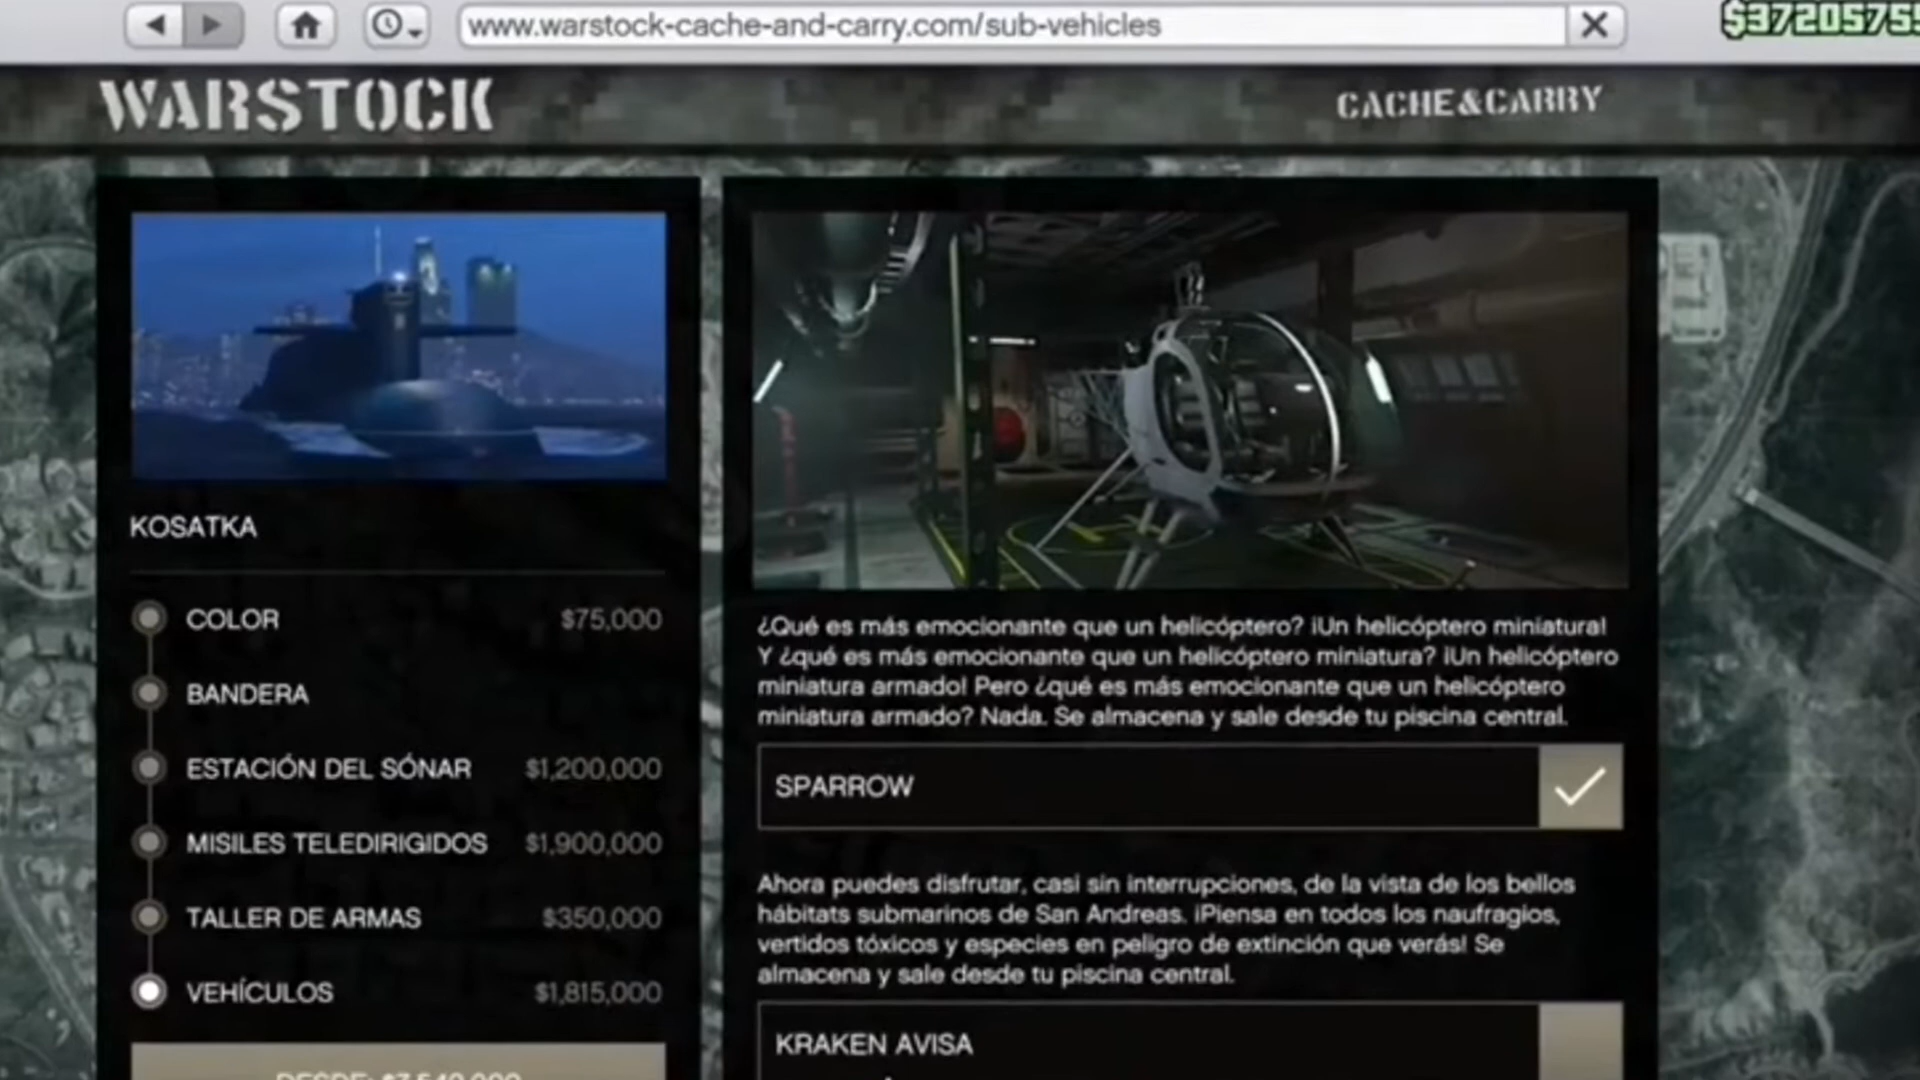 www.warstock-cache-and-carry.com/sub-vehicles
$37205755
WARSTOCK
CACHE&CARRY
KOSATKA
COLOR $75,000
BANDERA
ESTACIÓN DEL SÓNAR $1,200,000
MISILES TELEDIRIGIDOS $1,900,000
TALLER DE ARMAS $350,000
VEHÍCULOS $1,815,000
¿Qué es más emocionante que un helicóptero? ¡Un helicóptero miniatura!
Y ¿qué es más emocionante que un helicóptero miniatura? ¡Un helicóptero
miniatura armado! Pero ¿qué es más emocionante que un helicóptero
miniatura armado? Nada. Se almacena y sale desde tu piscina central.
SPARROW
Ahora puedes disfrutar, casi sin interrupciones, de la vista de los bellos
hábitats submarinos de San Andreas. ¡Piensa en todos los naufragios,
vertidos tóxicos y especies en peligro de extinción que verás! Se
almacena y sale desde tu piscina central.
KRAKEN AVISA